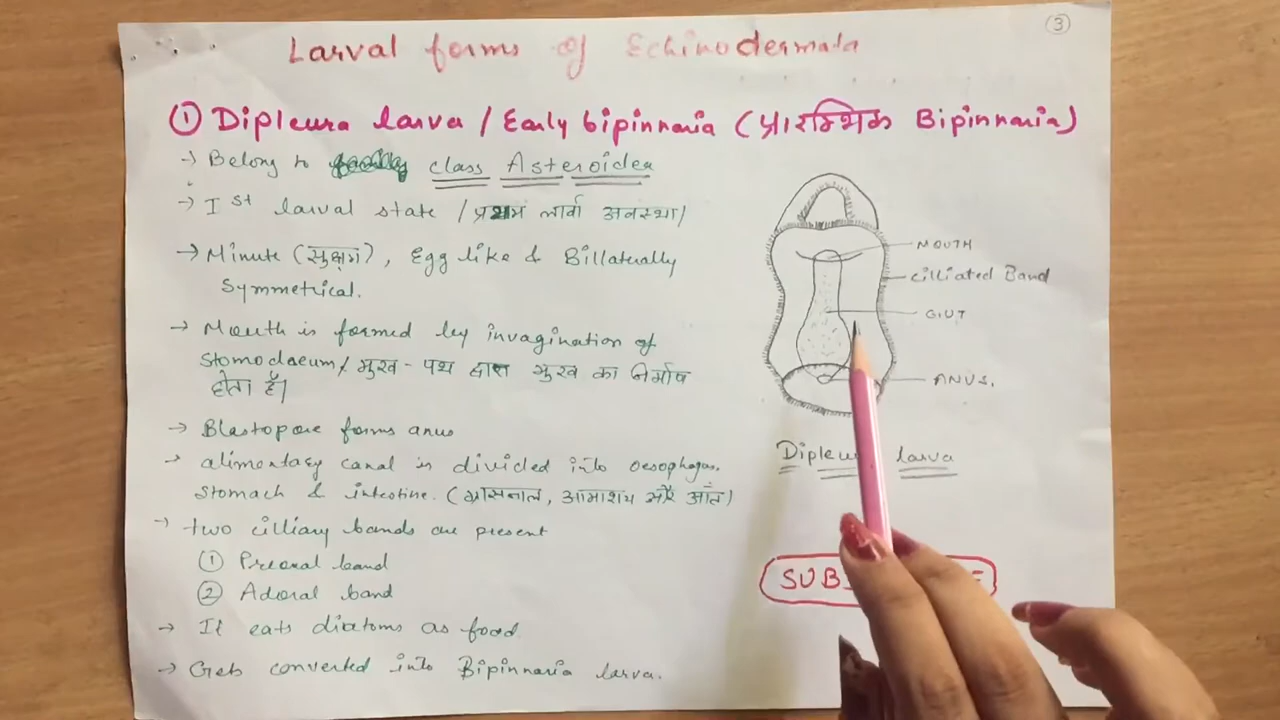 ③
Larval forms of Echinodermata
① Dipleura larva / Early bipinnaria (प्रारम्भिक Bipinnaria)
→ Belong to class Asteroidea
→ Ist larval state / प्रथम लार्वा अवस्था।
→ Minute (सुक्षम), Egg like & Billaterally
Symmetrical.
→ Mouth is formed by invagination of
Stomodaeum / मुख - पथ द्वारा मुख का निर्माण
होता है।
→ Blastopore forms anus
→ alimentary canal is divided into oesophagus,
Stomach & intestine. (ग्रासनाल, आमाशय और आँत)
→ two cilliary bands are present
① Preoral band
② Adoral band
→ It eats diatoms as food.
→ Gets converted into Bipinnaria larva.
MOUTH
cilliated Band
GUT
ANUS.
Dipleu larva
SUB E